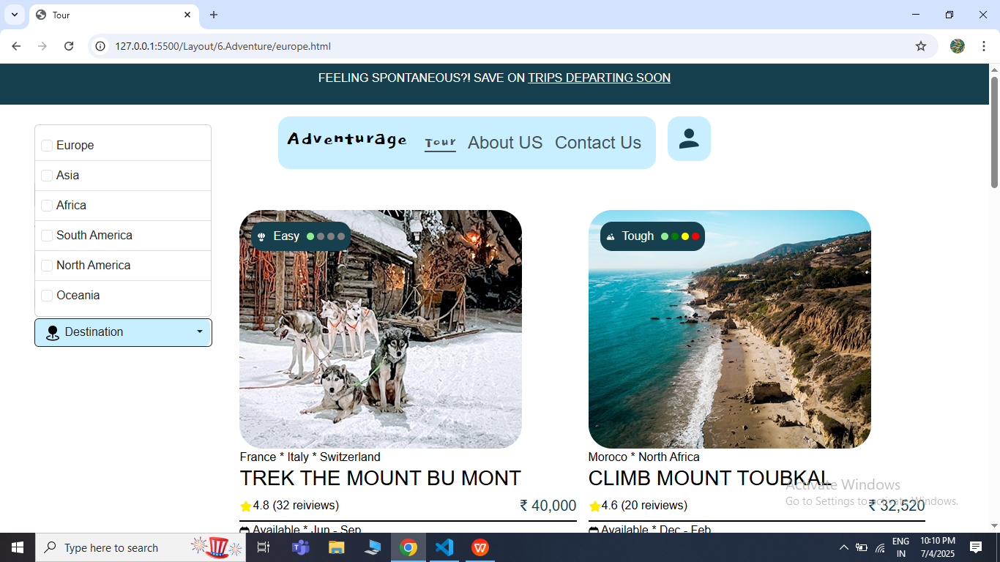 Tour
127.0.0.1:5500/Layout/6.Adventure/europe.html
FEELING SPONTANEOUS?! SAVE ON TRIPS DEPARTING SOON
Adventurage Tour About US Contact Us
Europe
Asia
Africa
South America
North America
Oceania
Destination
Easy
France * Italy * Switzerland
TREK THE MOUNT BU MONT
4.8 (32 reiviews) ₹ 40,000
Available * Jun - Sep
Tough
Moroco * North Africa
CLIMB MOUNT TOUBKAL
4.6 (20 reiviews) ₹ 32,520
Available * Dec - Feb
Activate Windows
Go to Settings to activate Windows.
Type here to search
ENG
IN
10:10 PM
7/4/2025